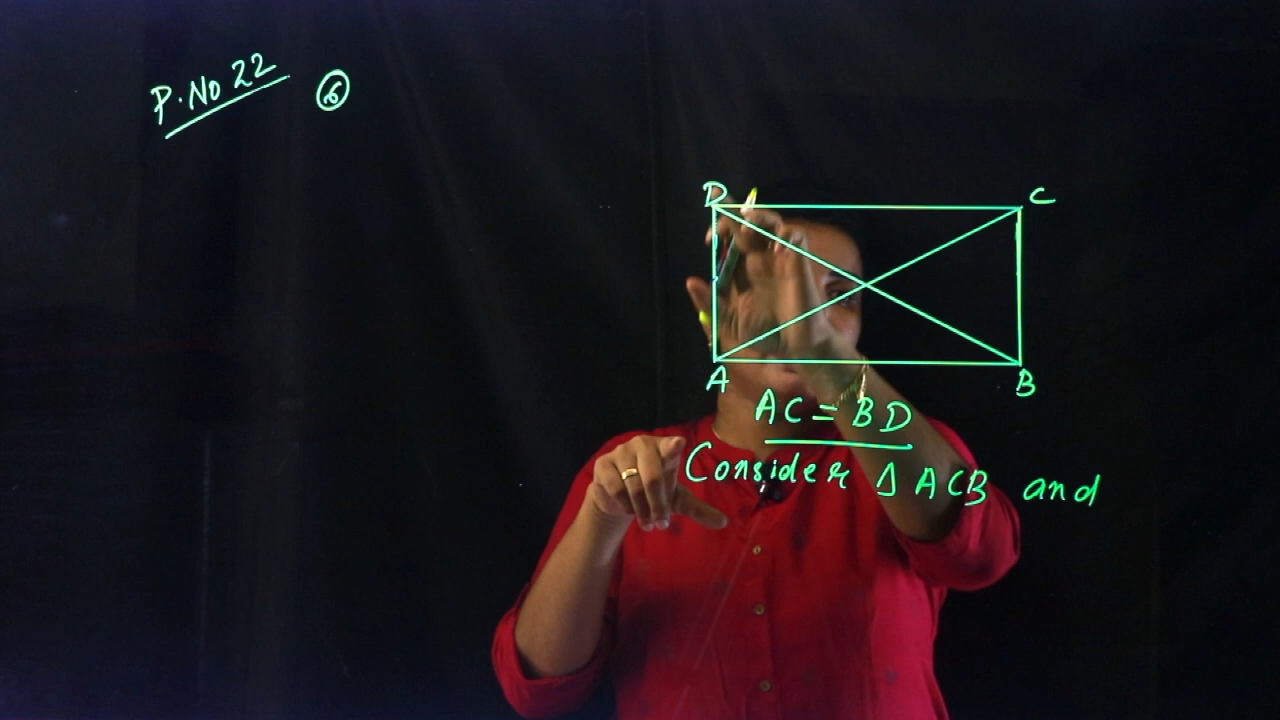 P.No 22 6
D C
A B
AC = BD
Consider Δ ACB and